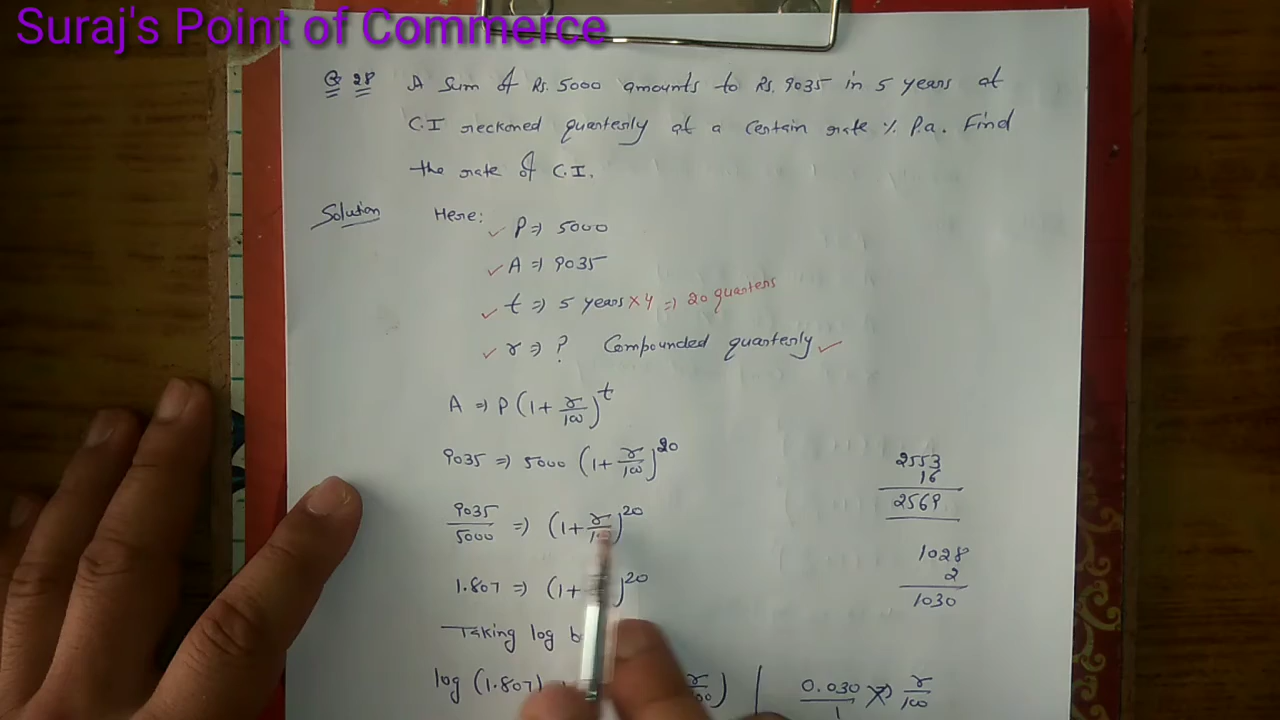 Suraj's Point of Commerce
Q 28 A Sum of Rs. 5000 amounts to Rs. 9035 in 5 years at
C.I reckoned quarterly at a Certain rate % P.a. Find
the rate of C.I.
Solution Here:
✓ P => 5000
✓ A => 9035
✓ t => 5 years × 4 => 20 quarters
✓ r => ? Compounded quarterly ✓
A => P (1 + r/100)^t
9035 => 5000 (1 + r/100)^20
9035/5000 => (1 + r/100)^20
1.807 => (1 + )^20
Taking log
log (1.807) r/100)
2553
16
2569
1028
2
1030
0.030/1 => r/100